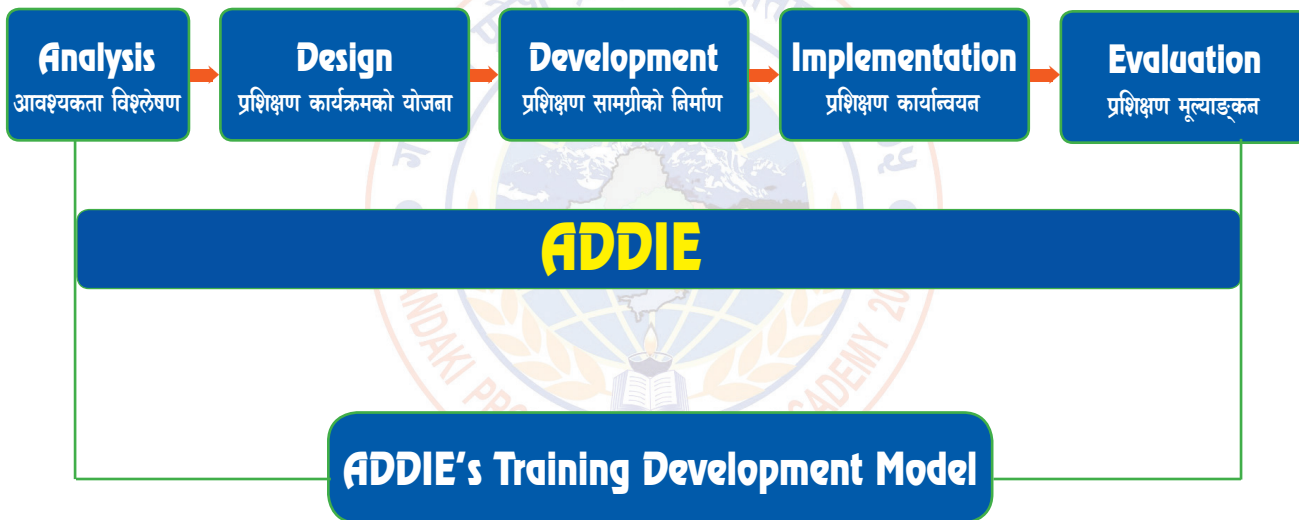 Analysis
आवश्यकता विश्लेषण
Design
प्रशिक्षण कार्यक्रमको योजना
Development
प्रशिक्षण सामग्रीको निर्माण
Implementation
प्रशिक्षण कार्यान्वयन
Evaluation
प्रशिक्षण मूल्याङ्कन
ADDIE
ADDIE's Training Development Model